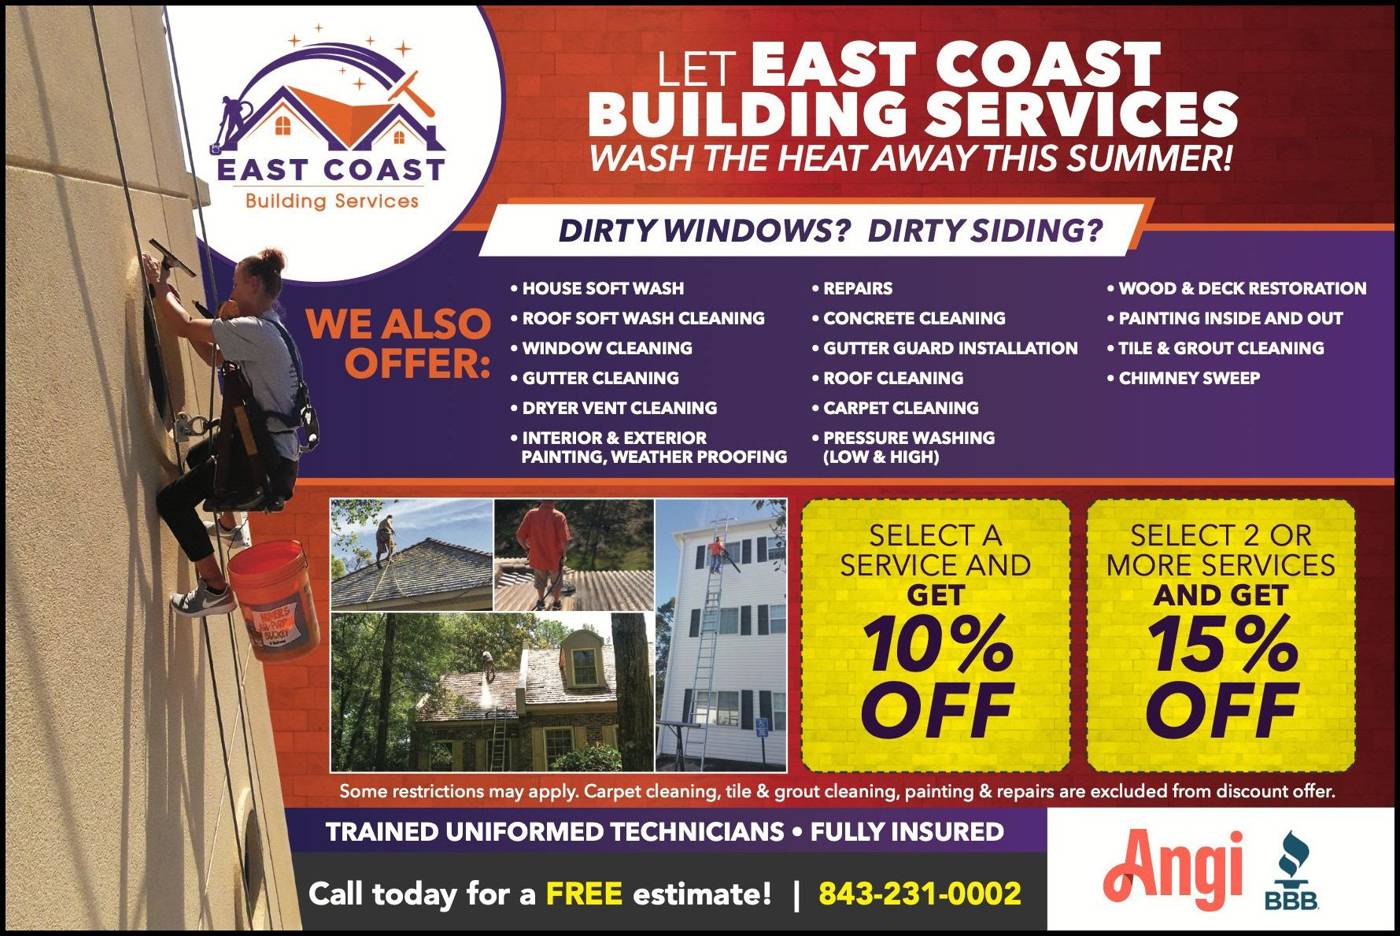 EAST COAST
Building Services
LET EAST COAST
BUILDING SERVICES
WASH THE HEAT AWAY THIS SUMMER!
DIRTY WINDOWS? DIRTY SIDING?
WE ALSO
OFFER:
• HOUSE SOFT WASH
• ROOF SOFT WASH CLEANING
• WINDOW CLEANING
• GUTTER CLEANING
• DRYER VENT CLEANING
• INTERIOR & EXTERIOR
PAINTING, WEATHER PROOFING
• REPAIRS
• CONCRETE CLEANING
• GUTTER GUARD INSTALLATION
• ROOF CLEANING
• CARPET CLEANING
• PRESSURE WASHING
(LOW & HIGH)
• WOOD & DECK RESTORATION
• PAINTING INSIDE AND OUT
• TILE & GROUT CLEANING
• CHIMNEY SWEEP
SELECT A
SERVICE AND
GET
10%
OFF
SELECT 2 OR
MORE SERVICES
AND GET
15%
OFF
Some restrictions may apply. Carpet cleaning, tile & grout cleaning, painting & repairs are excluded from discount offer.
TRAINED UNIFORMED TECHNICIANS • FULLY INSURED
Call today for a FREE estimate! | 843-231-0002
Angi
BBB